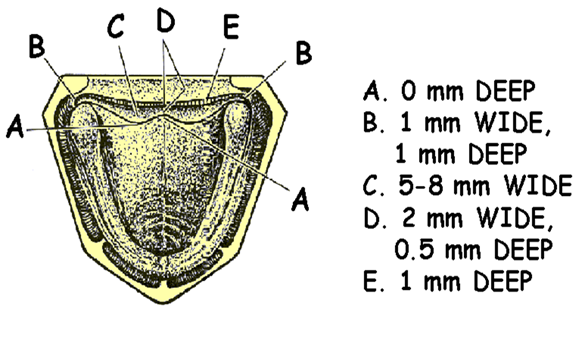 D
C
E
B
B
A
A
A. 0 mm DEEP
B. 1 mm WIDE,
1 mm DEEP
C. 5-8 mm WIDE
D. 2 mm WIDE,
0.5 mm DEEP
E. 1 mm DEEP